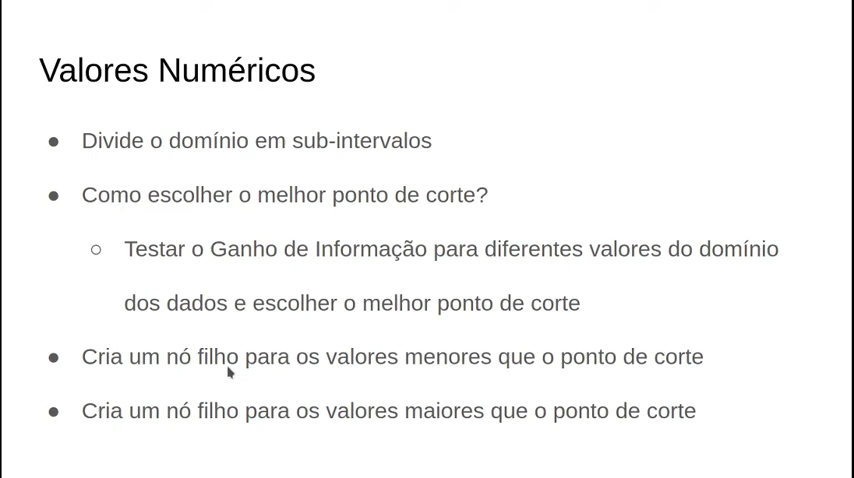 Valores Numéricos
● Divide o domínio em sub-intervalos
● Como escolher o melhor ponto de corte?
○ Testar o Ganho de Informação para diferentes valores do domínio
dos dados e escolher o melhor ponto de corte
● Cria um nó filho para os valores menores que o ponto de corte
● Cria um nó filho para os valores maiores que o ponto de corte